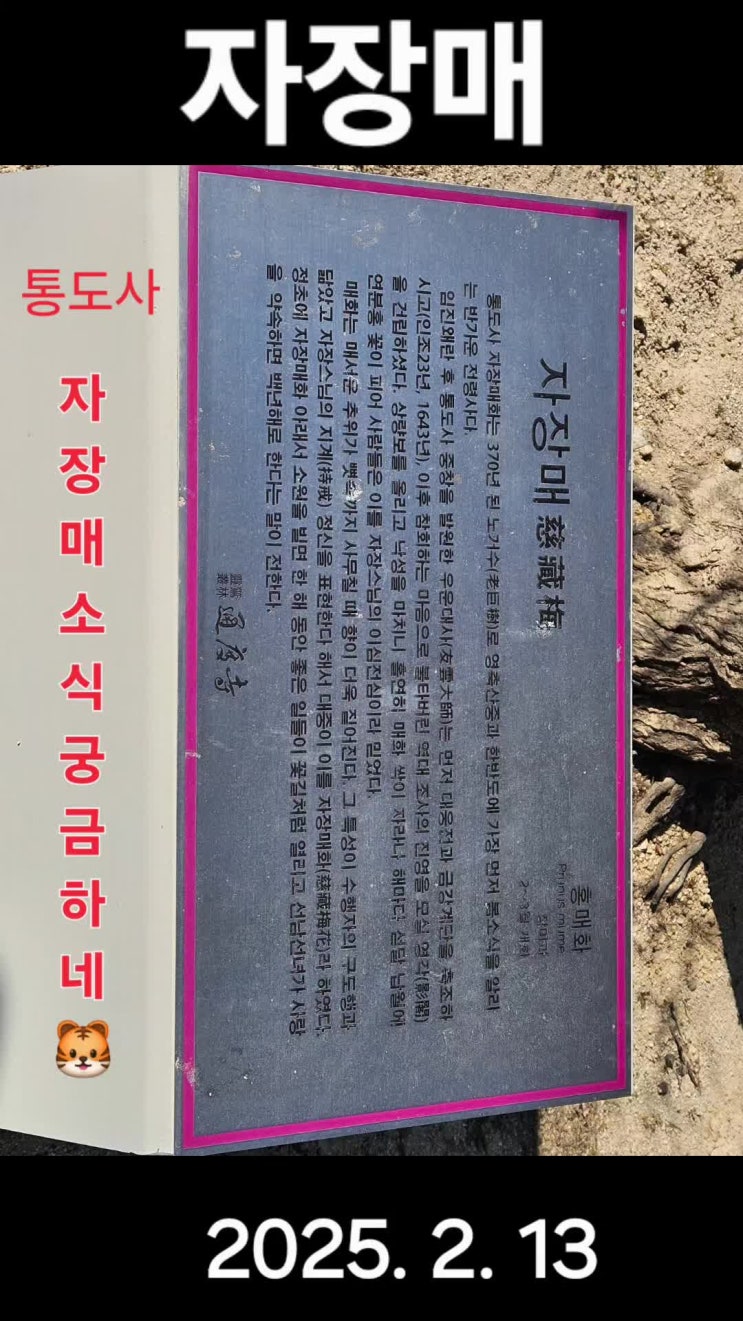 자장매
통도사
자장매소식궁금하네
자장매 慈藏梅
홍매화
Prunus mume
장미과
2~3월 개화
통도사 자장매화는 370년 된 노거수(老巨樹)로 영축산중과 한반도에 가장 먼저 봄소식을 알리
는 반가운 전령사다.
임진왜란 후 통도사 중창을 발원한 우운대사(友雲大師)는 먼저 대웅전과 금강계단을 축조하
시고(인조23년, 1643년), 이후 참회하는 마음으로 불타버린 역대 조사의 진영을 모실 영각(影閣)
을 건립하셨다. 상량보를 올리고 낙성을 마치니 홀연히 매화 싹이 자라나 해마다 섣달 납월에
연분홍 꽃이 피어 사람들은 이를 자장스님의 이심전심이라 믿었다.
매화는 매서운 추위가 뼛속까지 사무칠 때 향이 더욱 짙어진다. 그 특성이 수행자의 구도행과
닮았고 자장스님의 지계(持戒) 정신을 표현한다 해서 대중이 이를 자장매화(慈藏梅花)라 하였다.
정초에 자장매화 아래서 소원을 빌면 한 해 동안 좋은 일들이 꽃길처럼 열리고 선남선녀가 사랑
을 약속하면 백년해로 한다는 말이 전한다.
靈鷲
叢林 通度寺
2025. 2. 13